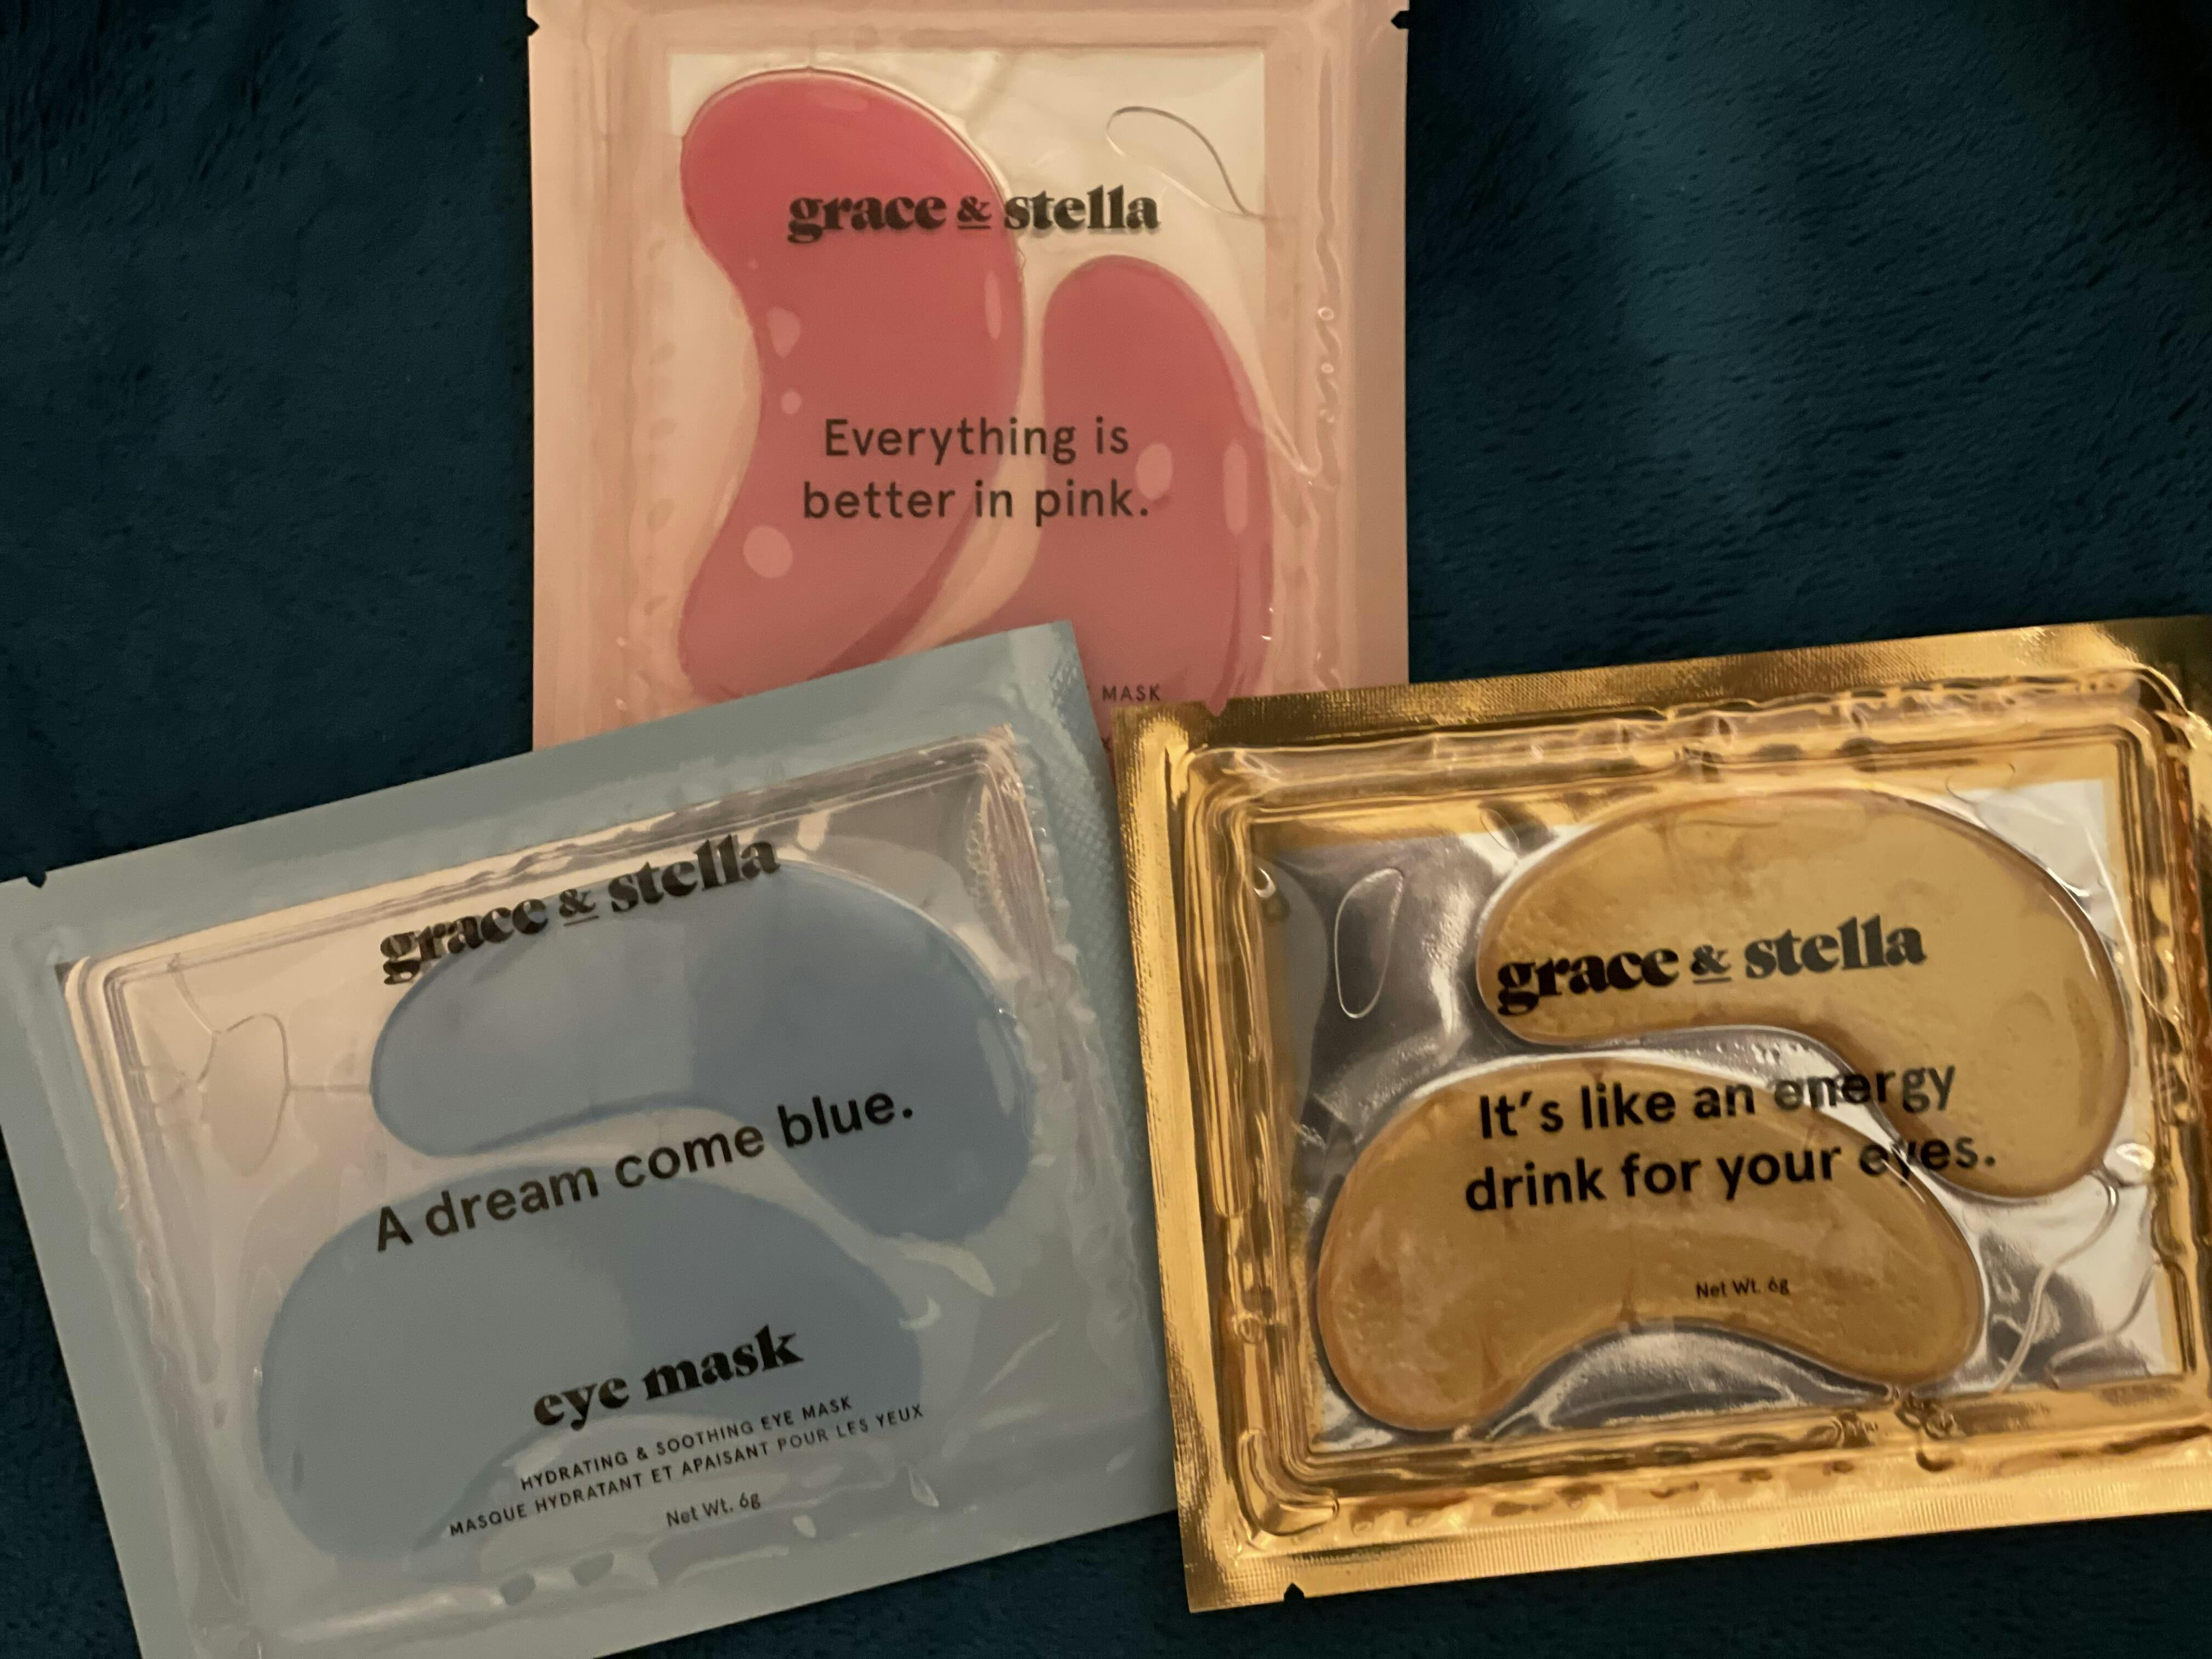 grace & stella
Everything is
better in pink.
MASK
grace & stella
A dream come blue.
eye mask
HYDRATING & SOOTHING EYE MASK
MASQUE HYDRATANT ET APAISANT POUR LES YEUX
Net Wt. 6g
grace & stella
It's like an energy
drink for your eyes.
Net Wt. 6g